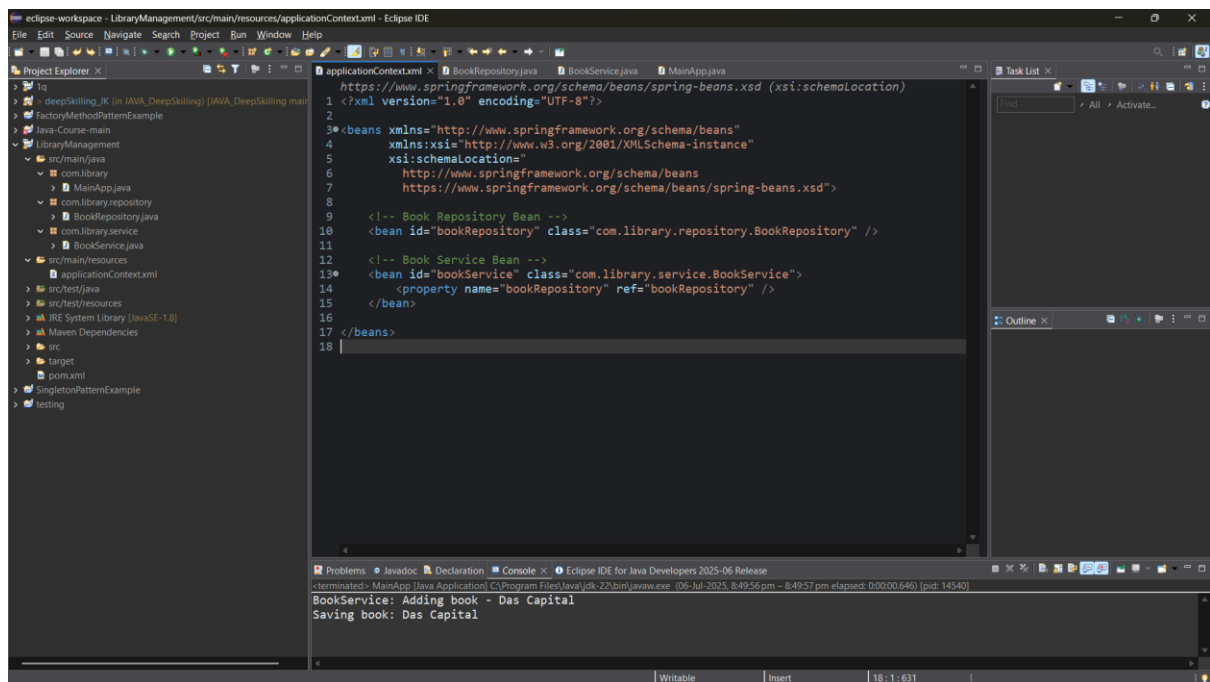 eclipse-workspace - LibraryManagement/src/main/resources/applicationContext.xml - Eclipse IDE
File Edit Source Navigate Search Project Run Window Help
Project Explorer
1q
> deepSkilling_JK (in JAVA_DeepSkilling) [JAVA_DeepSkilling main
FactoryMethodPatternExample
Java-Course-main
LibraryManagement
src/main/java
com.library
MainApp.java
com.library.repository
BookRepository.java
com.library.service
BookService.java
src/main/resources
applicationContext.xml
src/test/java
src/test/resources
JRE System Library [JavaSE-1.8]
Maven Dependencies
src
target
pom.xml
SingletonPatternExample
testing
applicationContext.xml BookRepository.java BookService.java MainApp.java
https://www.springframework.org/schema/beans/spring-beans.xsd (xsi:schemaLocation)
1 <?xml version="1.0" encoding="UTF-8"?>
2
3 <beans xmlns="http://www.springframework.org/schema/beans"
4 xmlns:xsi="http://www.w3.org/2001/XMLSchema-instance"
5 xsi:schemaLocation="
6 http://www.springframework.org/schema/beans
7 https://www.springframework.org/schema/beans/spring-beans.xsd">
8
9 <!-- Book Repository Bean -->
10 <bean id="bookRepository" class="com.library.repository.BookRepository" />
11
12 <!-- Book Service Bean -->
13 <bean id="bookService" class="com.library.service.BookService">
14 <property name="bookRepository" ref="bookRepository" />
15 </bean>
16
17 </beans>
18
Task List
Find All Activate...
Outline
Problems Javadoc Declaration Console Eclipse IDE for Java Developers 2025-06 Release
<terminated> MainApp [Java Application] C:\Program Files\Java\jdk-22\bin\javaw.exe (06-Jul-2025, 8:49:56 pm – 8:49:57 pm elapsed: 0:00:00.646) [pid: 14540]
BookService: Adding book - Das Capital
Saving book: Das Capital
Writable Insert 18 : 1 : 631